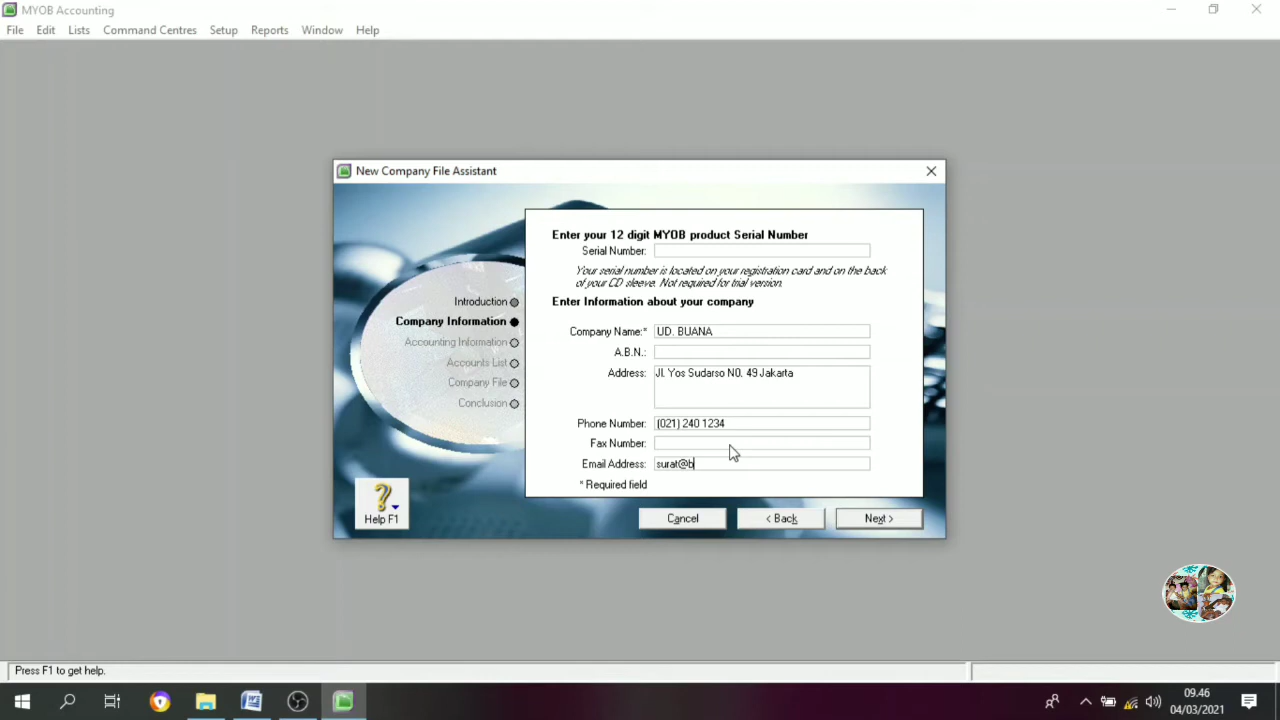 MYOB Accounting
File Edit Lists Command Centres Setup Reports Window Help
New Company File Assistant
Enter your 12 digit MYOB product Serial Number
Serial Number:
Your serial number is located on your registration card and on the back
of your CD sleeve. Not required for trial version.
Introduction
Company Information
Accounting Information
Accounts List
Company File
Conclusion
Enter Information about your company
Company Name:* UD. BUANA
A.B.N.:
Address: Jl. Yos Sudarso NO. 49 Jakarta
Phone Number: (021) 240 1234
Fax Number:
Email Address: surat@b
* Required field
Help F1
Cancel < Back Next >
Press F1 to get help.
09.46
04/03/2021